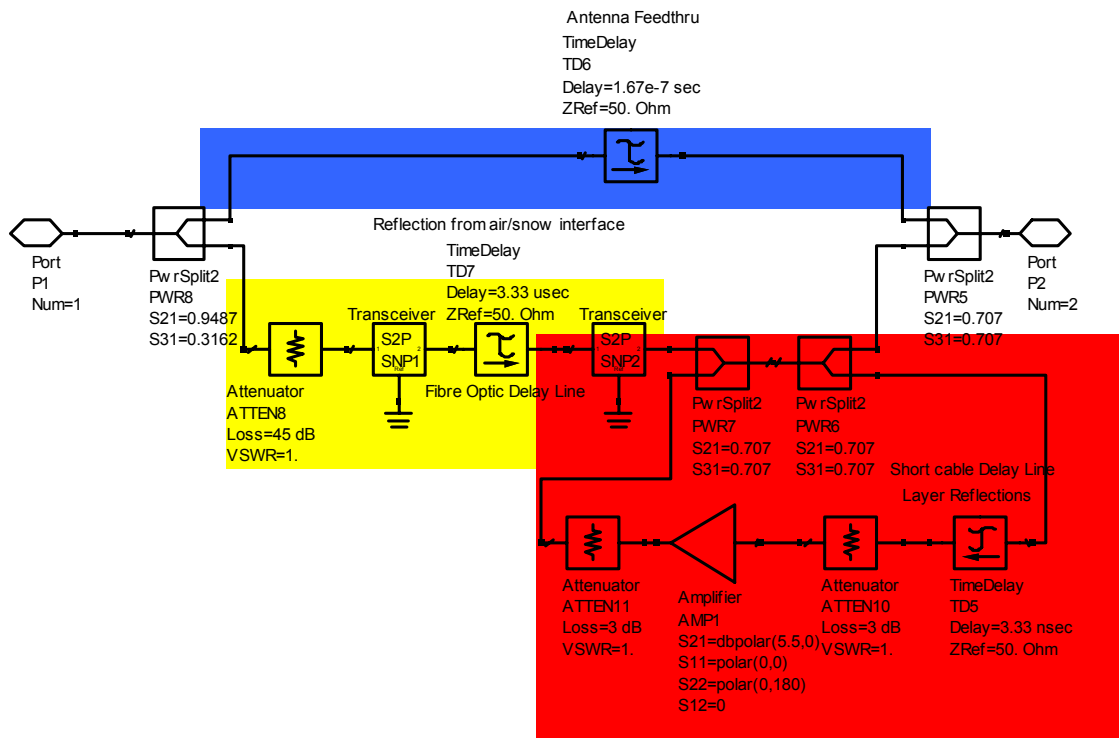 Antenna Feedthru
TimeDelay
TD6
Delay=1.67e-7 sec
ZRef=50. Ohm
Port
P1
Num=1
PwrSplit2
PWR8
S21=0.9487
S31=0.3162
Reflection from air/snow interface
TimeDelay
TD7
Delay=3.33 usec
ZRef=50. Ohm
PwrSplit2
PWR5
S21=0.707
S31=0.707
Port
P2
Num=2
Attenuator
ATTEN8
Loss=45 dB
VSWR=1.
Transceiver
1
2
S2P
SNP1
Ref
Fibre Optic Delay Line
Transceiver
1
2
S2P
SNP2
Ref
PwrSplit2
PWR7
S21=0.707
S31=0.707
PwrSplit2
PWR6
S21=0.707
S31=0.707
Short cable Delay Line
Layer Reflections
Attenuator
ATTEN11
Loss=3 dB
VSWR=1.
Amplifier
AMP1
S21=dbpolar(5.5,0)
S11=polar(0,0)
S22=polar(0,180)
S12=0
Attenuator
ATTEN10
Loss=3 dB
VSWR=1.
TimeDelay
TD5
Delay=3.33 nsec
ZRef=50. Ohm